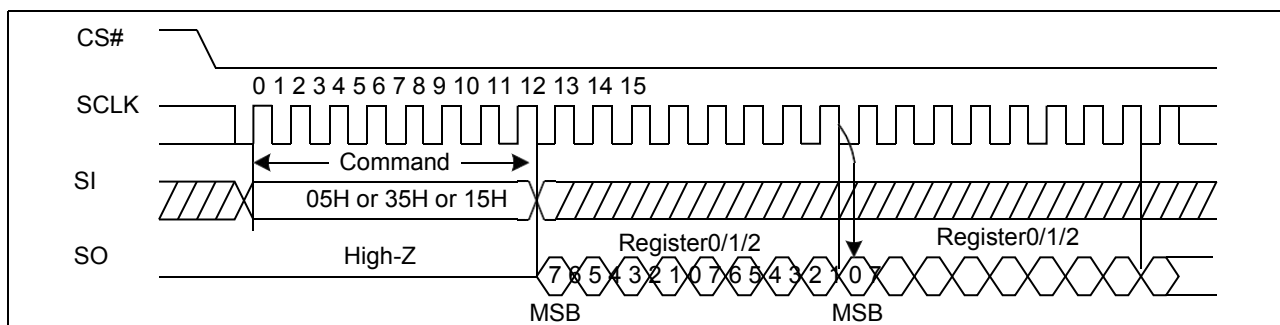 CS#
0 1 2 3 4 5 6 7 8 9 10 11 12 13 14 15
SCLK
Command
SI
05H or 35H or 15H
Register0/1/2
Register0/1/2
SO
High-Z
7 6 5 4 3 2 1 0 7 6 5 4 3 2 1 0 7
MSB
MSB